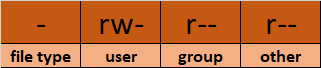 - rw- r-- r--
file type user group other